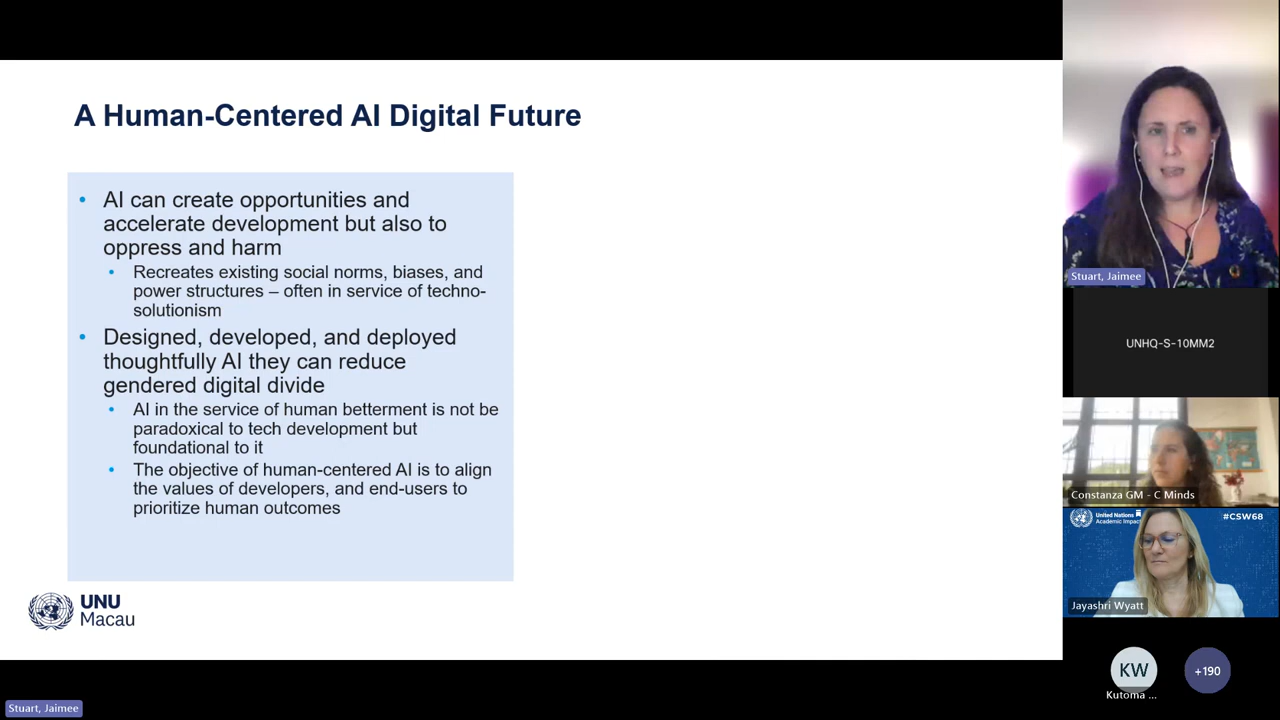 A Human-Centered AI Digital Future
• AI can create opportunities and
accelerate development but also to
oppress and harm
• Recreates existing social norms, biases, and
power structures – often in service of techno-
solutionism
• Designed, developed, and deployed
thoughtfully AI they can reduce
gendered digital divide
• AI in the service of human betterment is not be
paradoxical to tech development but
foundational to it
• The objective of human-centered AI is to align
the values of developers, and end-users to
prioritize human outcomes
UNU
Macau
Stuart, Jaimee
Stuart, Jaimee
UNHQ-S-10MM2
Constanza GM - C Minds
United Nations
Academic Impact
#CSW68
Jayashri Wyatt
KW
Kutoma ...
+190